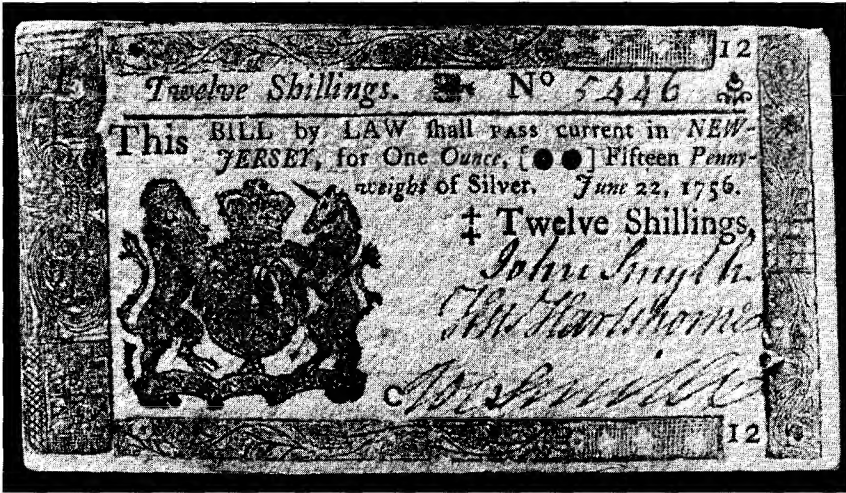 12
Twelve Shillings. No 5446
This BILL by LAW shall PASS current in NEW-
JERSEY, for One Ounce, [●●] Fifteen Penny-
weight of Silver. June 22, 1756.
‡ Twelve Shillings,
John Smyth
Hartshorne
C
12